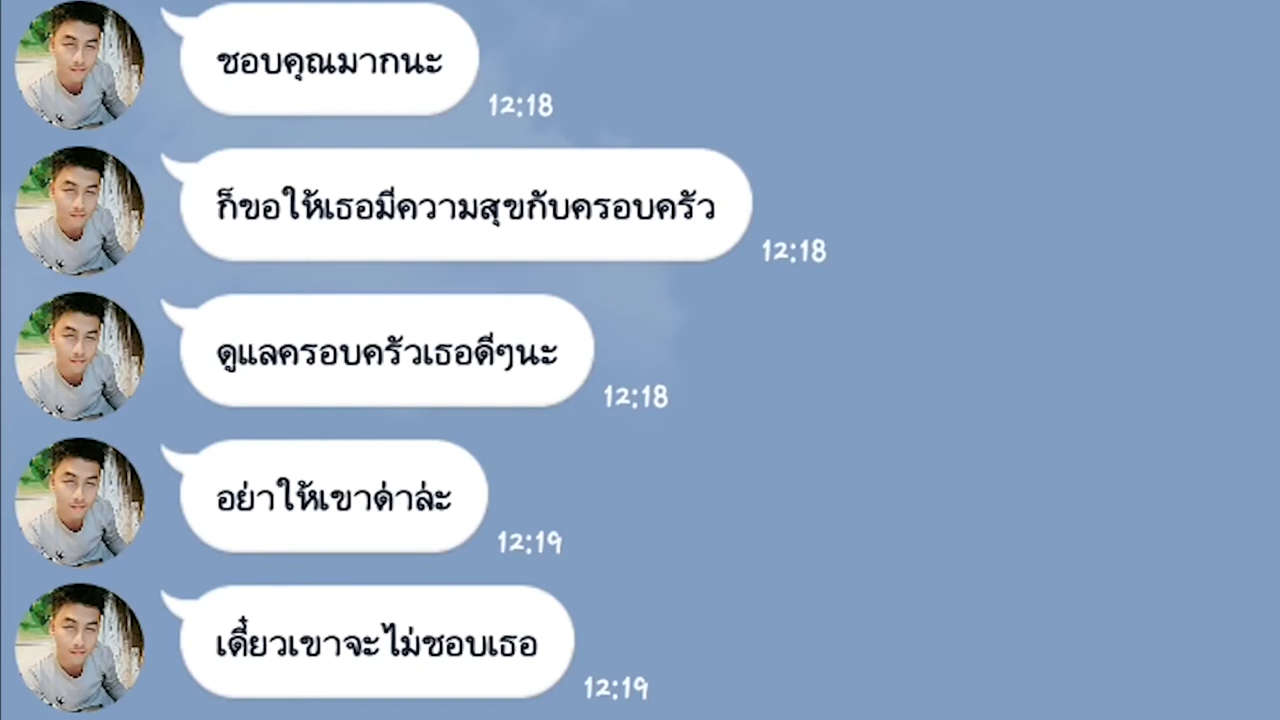 ชอบคุณมากนะ
12:18
ก็ขอให้เธอมีความสุขกับครอบครัว
12:18
ดูแลครอบครัวเธอดีๆนะ
12:18
อย่าให้เขาด่าล่ะ
12:19
เดี๋ยวเขาจะไม่ชอบเธอ
12:19